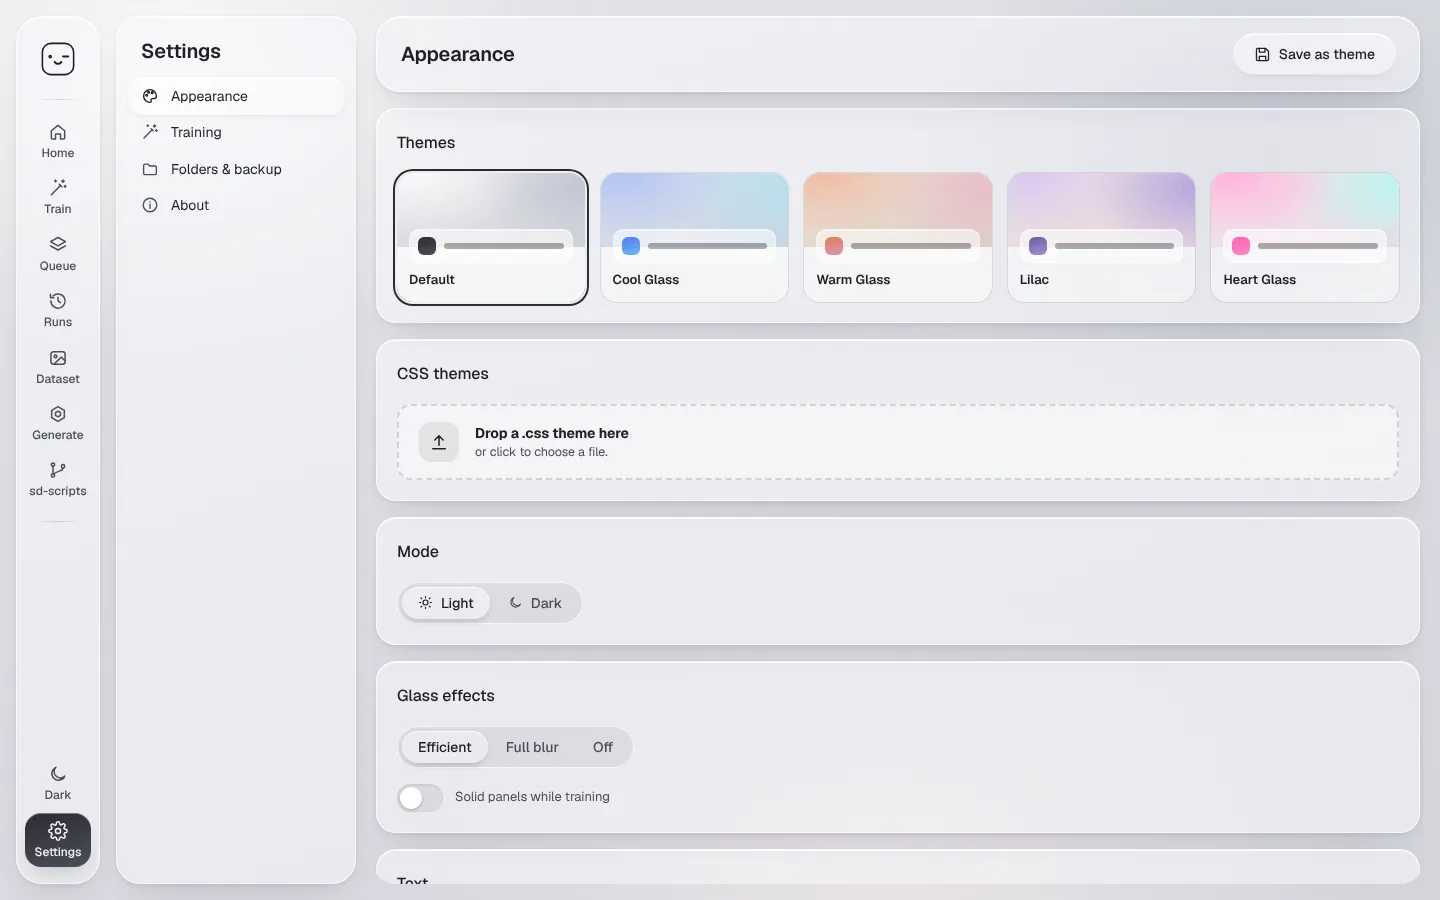 Home
Train
Queue
Runs
Dataset
Generate
sd-scripts
Dark
Settings
Settings
Appearance
Training
Folders & backup
About
Appearance
Save as theme
Themes
Default
Cool Glass
Warm Glass
Lilac
Heart Glass
CSS themes
Drop a .css theme here
or click to choose a file.
Mode
Light
Dark
Glass effects
Efficient
Full blur
Off
Solid panels while training
Text